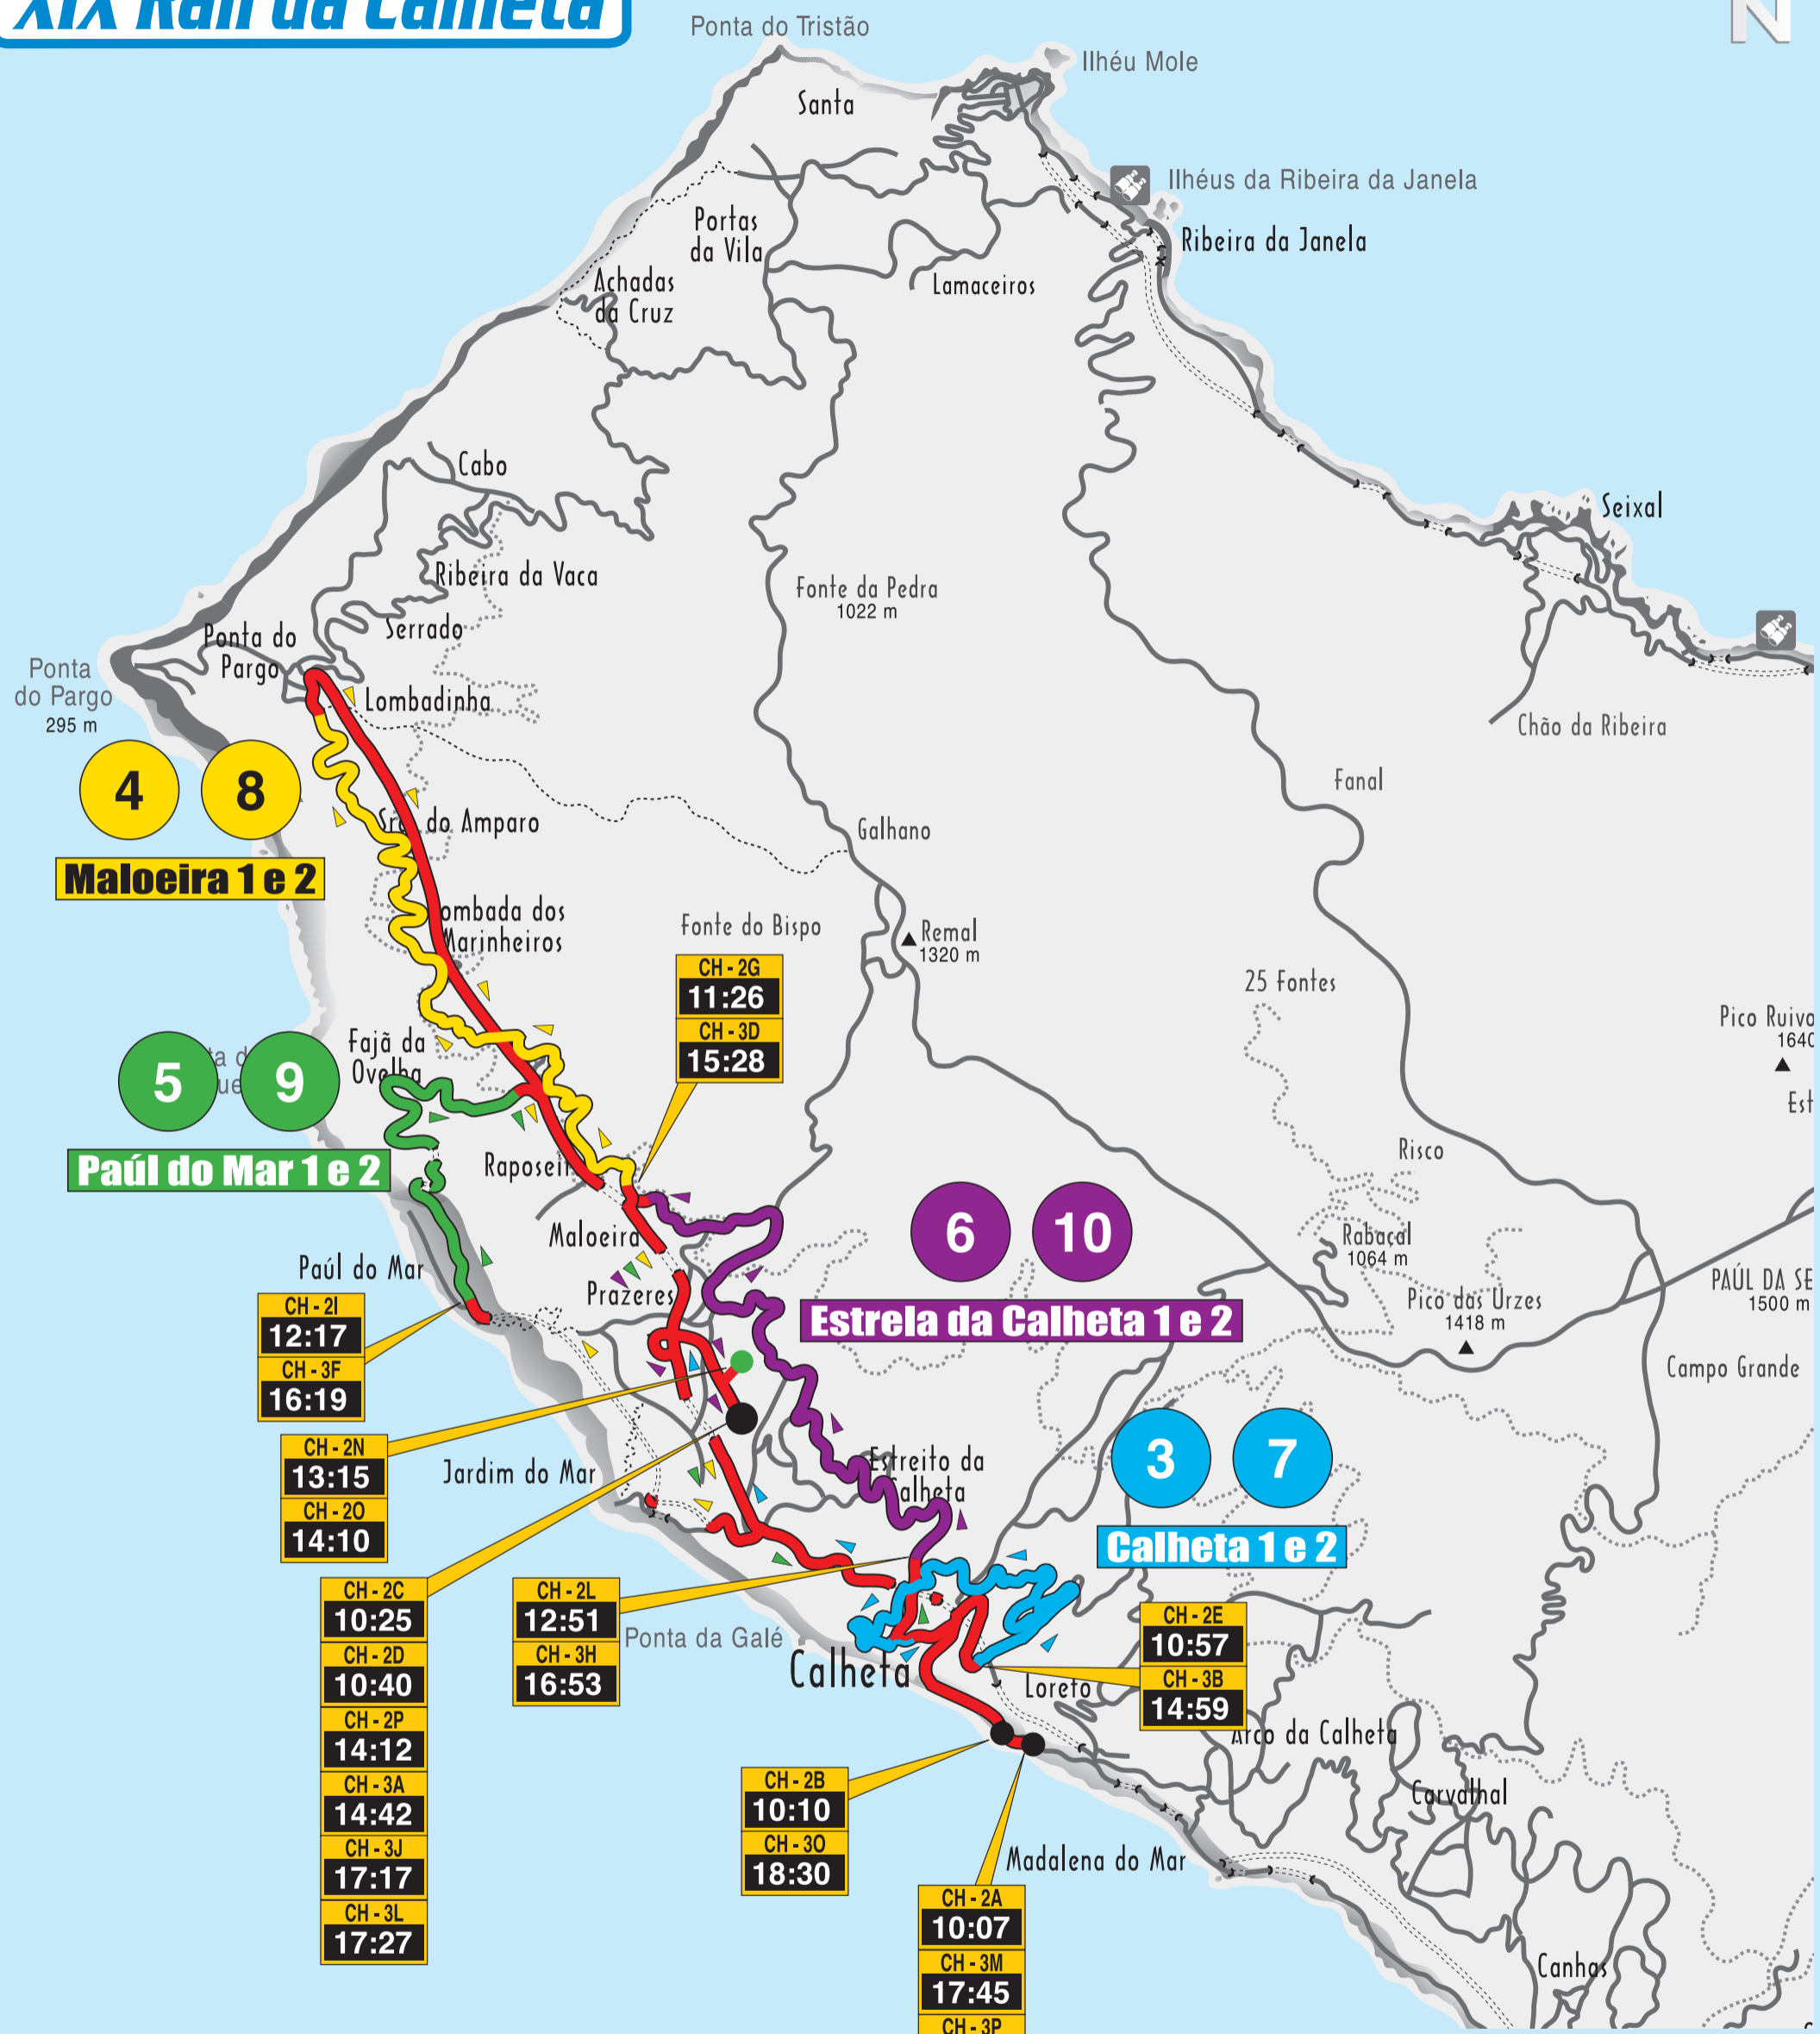 Ponta do Tristão
N
Ilhéu Mole
Santa
Ilhéus da Ribeira da Janela
Portas
da Vila
Ribeira da Janela
Achadas
da Cruz
Lamaceiros
Cabo
Seixal
Ribeira da Vaca
Fonte da Pedra
1022 m
Serrado
Ponta do
Pargo
Ponta
do Pargo
295 m
Lombadinha
Chão da Ribeira
4
8
Fanal
Sra. do Amparo
Galhano
Maloeira 1 e 2
ombada dos
Marinheiros
Fonte do Bispo
Remal
1320 m
CH - 2G
11:26
CH - 3D
15:28
25 Fontes
Pico Ruivo
1640
Fajã da
Ovelha
5
9
Est
Paúl do Mar 1 e 2
Raposei
Risco
6
10
Maloeira
Rabaçal
1064 m
Paúl do Mar
Prazeres
PAÚL DA SE
1500 m
Pico das Urzes
1418 m
Estrela da Calheta 1 e 2
CH - 2I
12:17
CH - 3F
16:19
Campo Grande
CH - 2N
13:15
CH - 2O
14:10
Jardim do Mar
Estreito da
alheta
3
7
Calheta 1 e 2
CH - 2C
10:25
CH - 2D
10:40
CH - 2P
14:12
CH - 3A
14:42
CH - 3J
17:17
CH - 3L
17:27
CH - 2L
12:51
CH - 3H
16:53
Ponta da Galé
Calheta
CH - 2E
10:57
CH - 3B
14:59
Loreto
Arco da Calheta
CH - 2B
10:10
CH - 3O
18:30
Carvalhal
Madalena do Mar
CH - 2A
10:07
CH - 3M
17:45
CH - 3P
Canhas